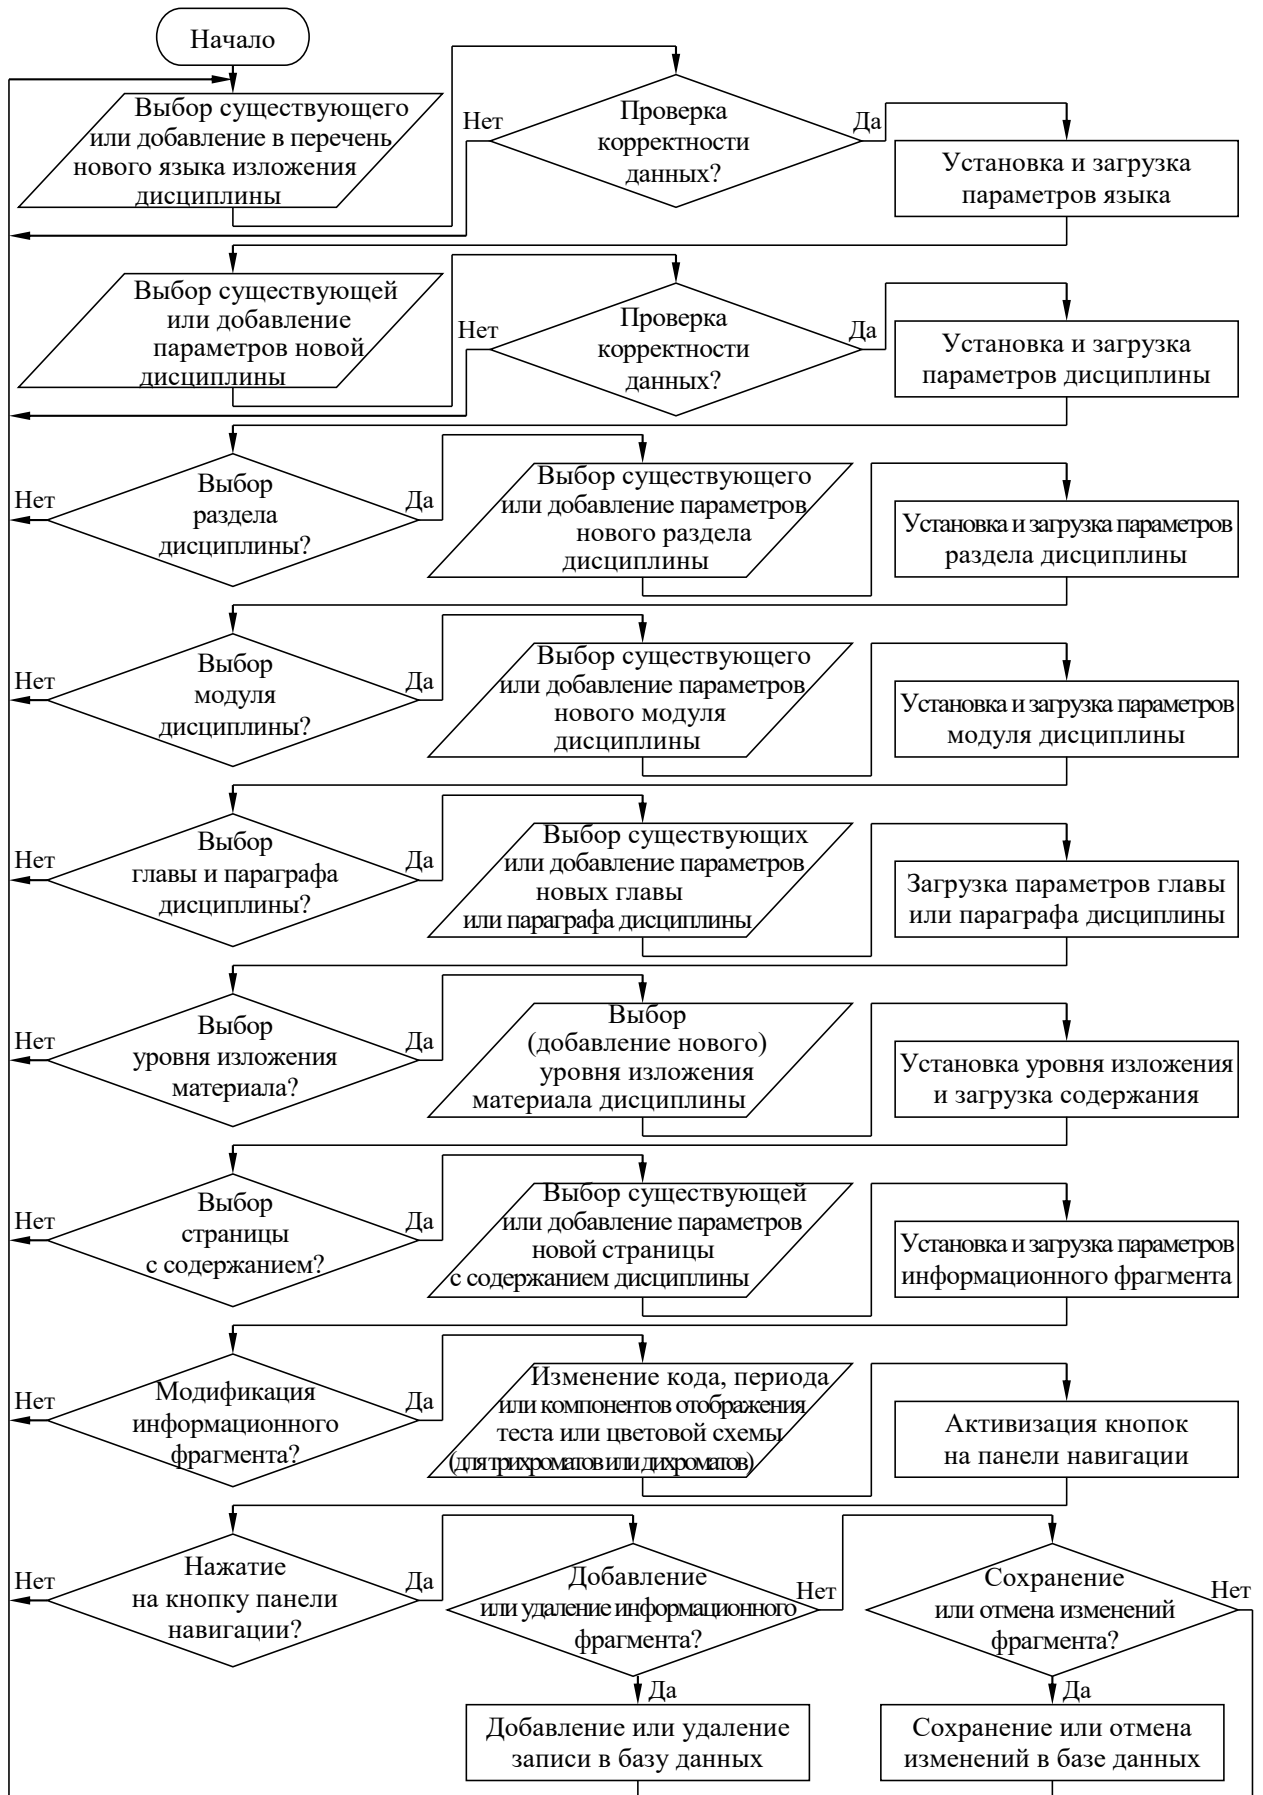 Начало
Выбор существующего
или добавление в перечень
нового языка изложения
дисциплины
Нет
Проверка
корректности
данных?
Да
Установка и загрузка
параметров языка
Выбор существующей
или добавление
параметров новой
дисциплины
Нет
Проверка
корректности
данных?
Да
Установка и загрузка
параметров дисциплины
Нет
Выбор
раздела
дисциплины?
Да
Выбор существующего
или добавление параметров
нового раздела
дисциплины
Установка и загрузка параметров
раздела дисциплины
Нет
Выбор
модуля
дисциплины?
Да
Выбор существующего
или добавление параметров
нового модуля
дисциплины
Установка и загрузка параметров
модуля дисциплины
Нет
Выбор
главы и параграфа
дисциплины?
Да
Выбор существующих
или добавление параметров
новых главы
или параграфа дисциплины
Загрузка параметров главы
или параграфа дисциплины
Нет
Выбор
уровня изложения
материала?
Да
Выбор
(добавление нового)
уровня изложения
материала дисциплины
Установка уровня изложения
и загрузка содержания
Нет
Выбор
страницы
с содержанием?
Да
Выбор существующей
или добавление параметров
новой страницы
с содержанием дисциплины
Установка и загрузка параметров
информационного фрагмента
Нет
Модификация
информационного
фрагмента?
Да
Изменение кода, периода
или компонентов отображения
теста или цветовой схемы
(для трихроматов или дихроматов)
Активизация кнопок
на панели навигации
Нет
Нажатие
на кнопку панели
навигации?
Да
Добавление
или удаление информационного
фрагмента?
Нет
Сохранение
или отмена изменений
фрагмента?
Нет
Да
Да
Добавление или удаление
записи в базу данных
Сохранение или отмена
изменений в базе данных